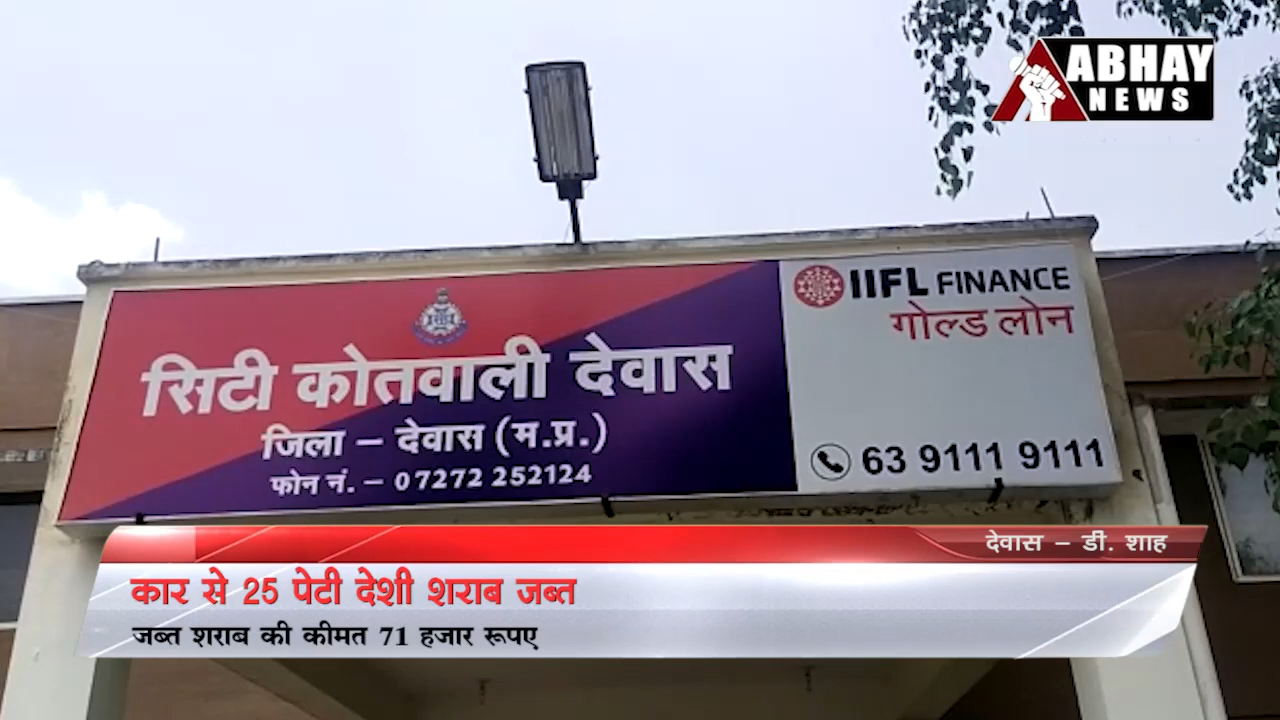 ABHAY
NEWS
IIFL FINANCE
गोल्ड लोन
सिटी कोतवाली देवास
जिला – देवास (म.प्र.)
फोन नं. – 07272 252124
63 9111 9111
देवास – डी. शाह
कार से 25 पेटी देशी शराब जब्त
जब्त शराब की कीमत 71 हजार रूपए